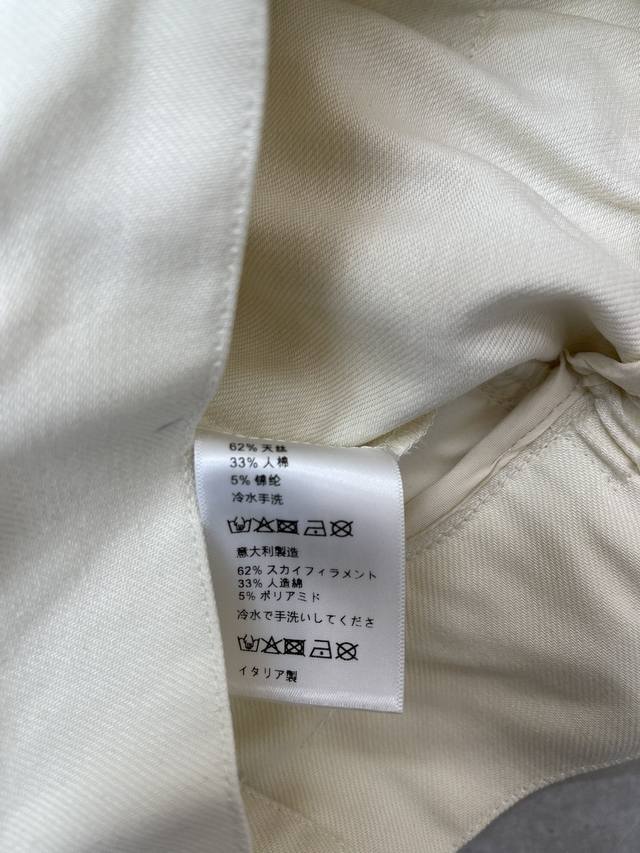 62% 天丝
33% 人棉
5% 锦纶
冷水手洗
意大利製造
62% スカイフィラメント
33% 人造綿
5% ポリアミド
冷水で手洗いしてくださ
イタリア製